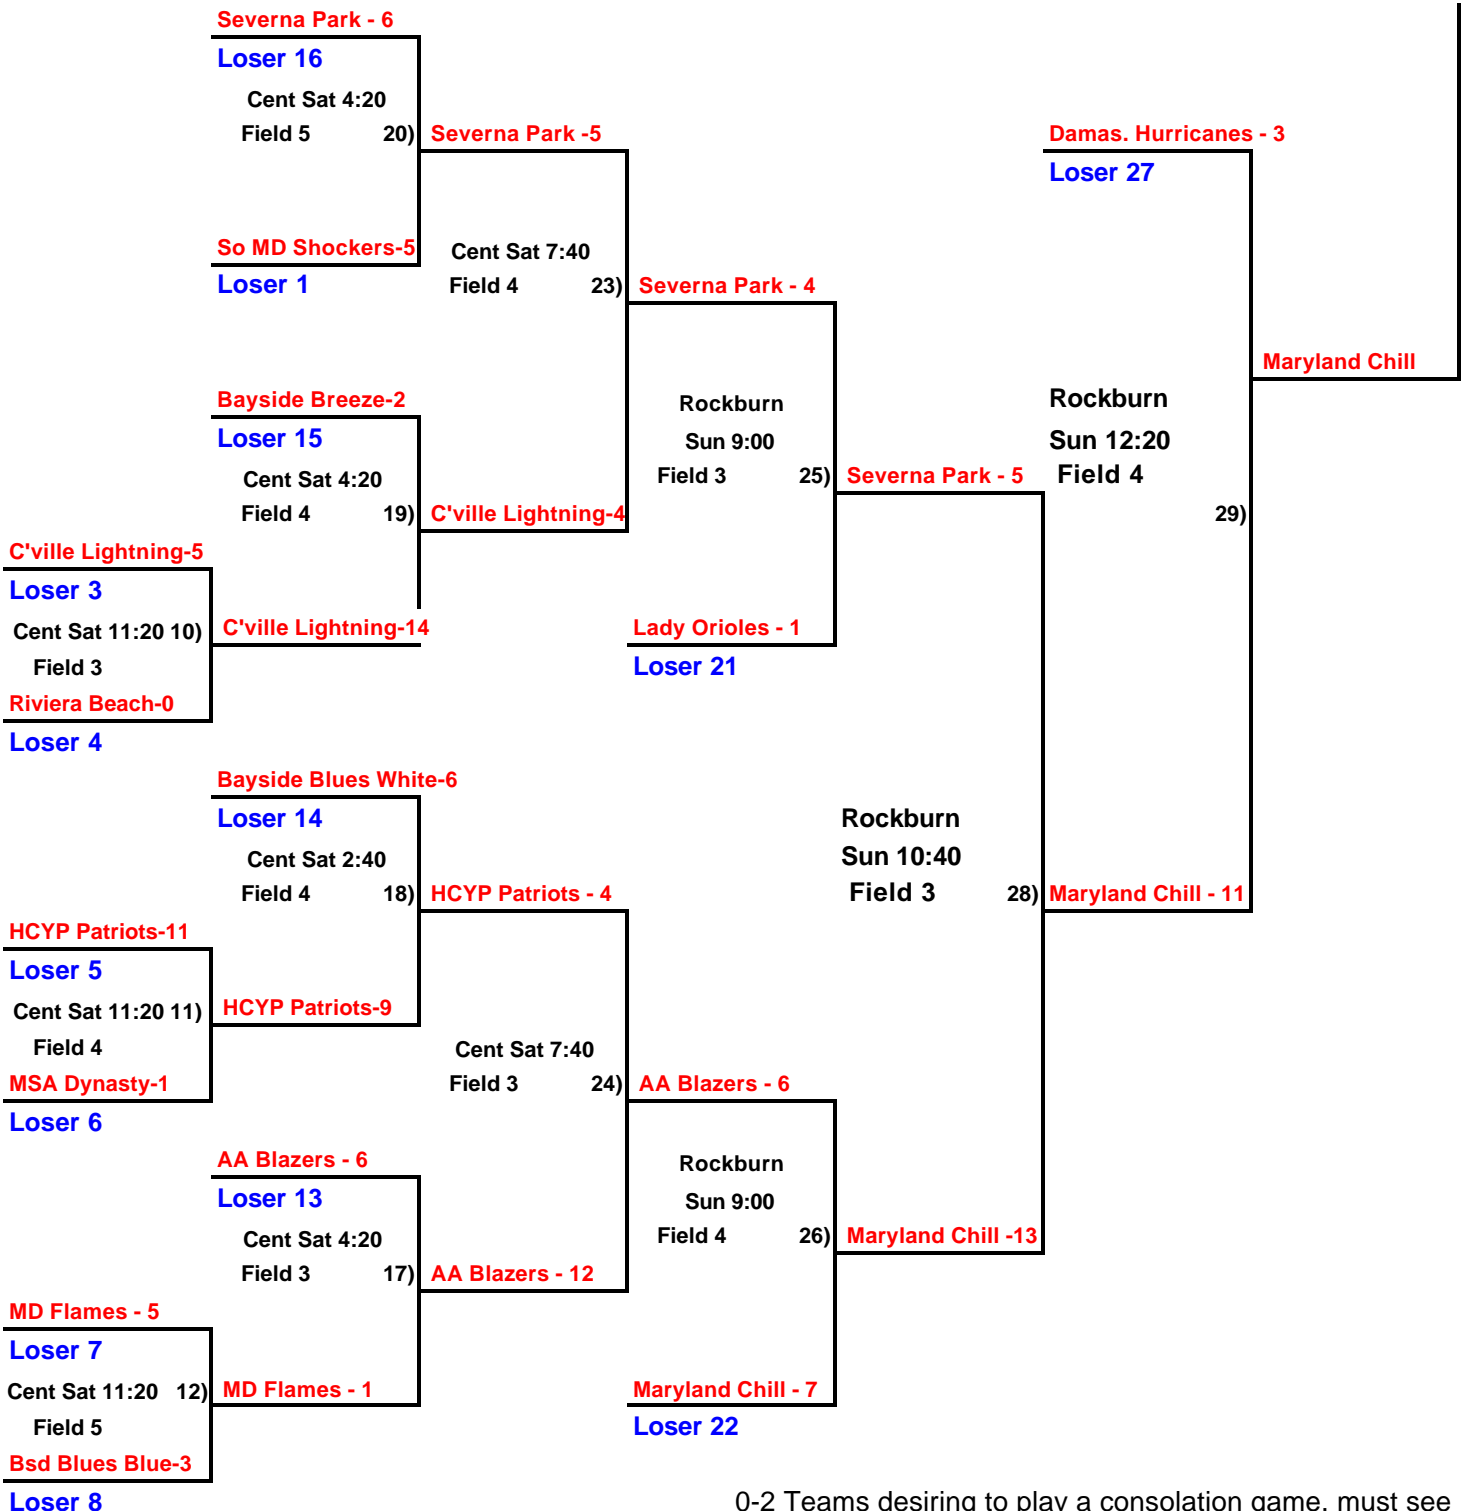 Severna Park - 6
Loser 16
Cent Sat 4:20
Field 5 20) Severna Park -5 Damas. Hurricanes - 3
Loser 27
So MD Shockers-5 Cent Sat 7:40
Loser 1 Field 4 23) Severna Park - 4
Maryland Chill
Bayside Breeze-2 Rockburn Rockburn
Loser 15 Sun 9:00 Sun 12:20
Cent Sat 4:20 Field 3 25) Severna Park - 5 Field 4
Field 4 19) C'ville Lightning-4 29)
C'ville Lightning-5
Loser 3
Cent Sat 11:20 10) C'ville Lightning-14 Lady Orioles - 1
Field 3 Loser 21
Riviera Beach-0
Loser 4
Bayside Blues White-6
Loser 14 Rockburn
Cent Sat 2:40 Sun 10:40
Field 4 18) HCYP Patriots - 4 Field 3 28) Maryland Chill - 11
HCYP Patriots-11
Loser 5
Cent Sat 11:20 11) HCYP Patriots-9
Field 4 Cent Sat 7:40
MSA Dynasty-1 Field 3 24) AA Blazers - 6
Loser 6
AA Blazers - 6 Rockburn
Loser 13 Sun 9:00
Cent Sat 4:20 Field 4 26) Maryland Chill -13
Field 3 17) AA Blazers - 12
MD Flames - 5
Loser 7
Cent Sat 11:20 12) MD Flames - 1 Maryland Chill - 7
Field 5 Loser 22
Bsd Blues Blue-3
Loser 8 0-2 Teams desiring to play a consolation game, must see